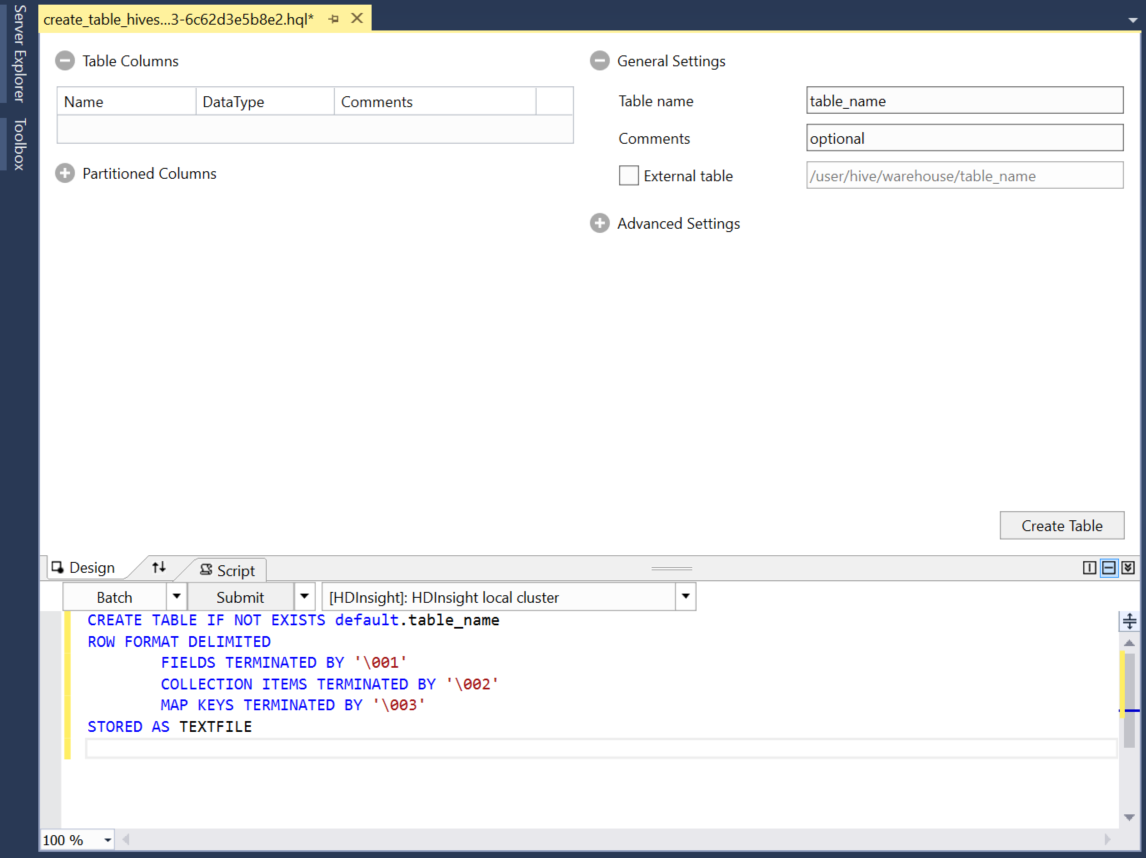 Server Explorer
Toolbox
create_table_hives...3-6c62d3e5b8e2.hql*
Table Columns
Name DataType Comments
Partitioned Columns
General Settings
Table name table_name
Comments optional
External table /user/hive/warehouse/table_name
Advanced Settings
Create Table
Design Script
Batch Submit [HDInsight]: HDInsight local cluster
CREATE TABLE IF NOT EXISTS default.table_name
ROW FORMAT DELIMITED
FIELDS TERMINATED BY '\001'
COLLECTION ITEMS TERMINATED BY '\002'
MAP KEYS TERMINATED BY '\003'
STORED AS TEXTFILE
100 %